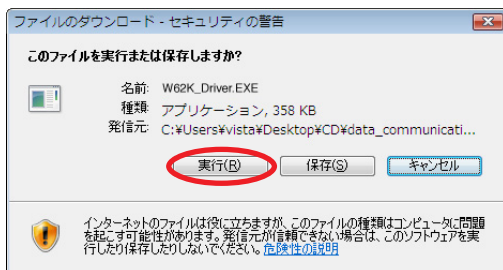 ファイルのダウンロード - セキュリティの警告
このファイルを実行または保存しますか?
名前: W62K_Driver.EXE
種類: アプリケーション, 358 KB
発信元: C:¥Users¥vista¥Desktop¥CD¥data_communicati...
実行(R) 保存(S) キャンセル
インターネットのファイルは役に立ちますが、このファイルの種類はコンピュータに問題
を起こす可能性があります。発信元が信頼できない場合は、このソフトウェアを実
行したり保存したりしないでください。危険性の説明